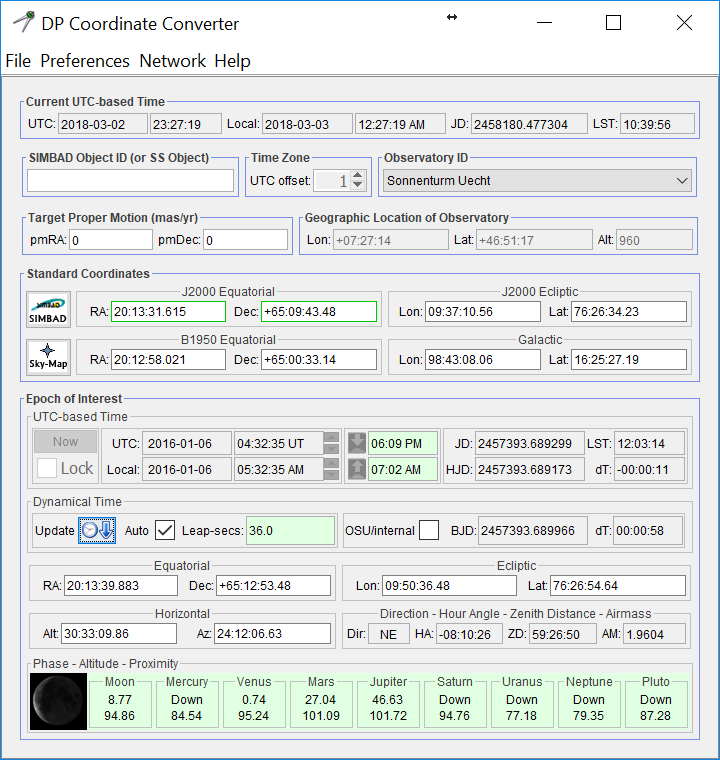 DP Coordinate Converter
File Preferences Network Help
Current UTC-based Time
UTC: 2018-03-02 23:27:19 Local: 2018-03-03 12:27:19 AM JD: 2458180.477304 LST: 10:39:56
SIMBAD Object ID (or SS Object) Time Zone Observatory ID
UTC offset: 1 Sonnenturm Uecht
Target Proper Motion (mas/yr) Geographic Location of Observatory
pmRA: 0 pmDec: 0 Lon: +07:27:14 Lat: +46:51:17 Alt: 960
Standard Coordinates
J2000 Equatorial J2000 Ecliptic
SIMBAD
SIMBAD RA: 20:13:31.615 Dec: +65:09:43.48 Lon: 09:37:10.56 Lat: 76:26:34.23
B1950 Equatorial Galactic
Sky-Map RA: 20:12:58.021 Dec: +65:00:33.14 Lon: 98:43:08.06 Lat: 16:25:27.19
Epoch of Interest
UTC-based Time
Now UTC: 2016-01-06 04:32:35 UT 06:09 PM JD: 2457393.689299 LST: 12:03:14
Lock Local: 2016-01-06 05:32:35 AM 07:02 AM HJD: 2457393.689173 dT: -00:00:11
Dynamical Time
Update Auto Leap-secs: 36.0 OSU/internal BJD: 2457393.689966 dT: 00:00:58
Equatorial Ecliptic
RA: 20:13:39.883 Dec: +65:12:53.48 Lon: 09:50:36.48 Lat: 76:26:54.64
Horizontal Direction - Hour Angle - Zenith Distance - Airmass
Alt: 30:33:09.86 Az: 24:12:06.63 Dir: NE HA: -08:10:26 ZD: 59:26:50 AM: 1.9604
Phase - Altitude - Proximity
Moon Mercury Venus Mars Jupiter Saturn Uranus Neptune Pluto
8.77 Down 0.74 27.04 46.63 Down Down Down Down
94.86 84.54 95.24 101.09 101.72 94.76 77.18 79.35 87.28